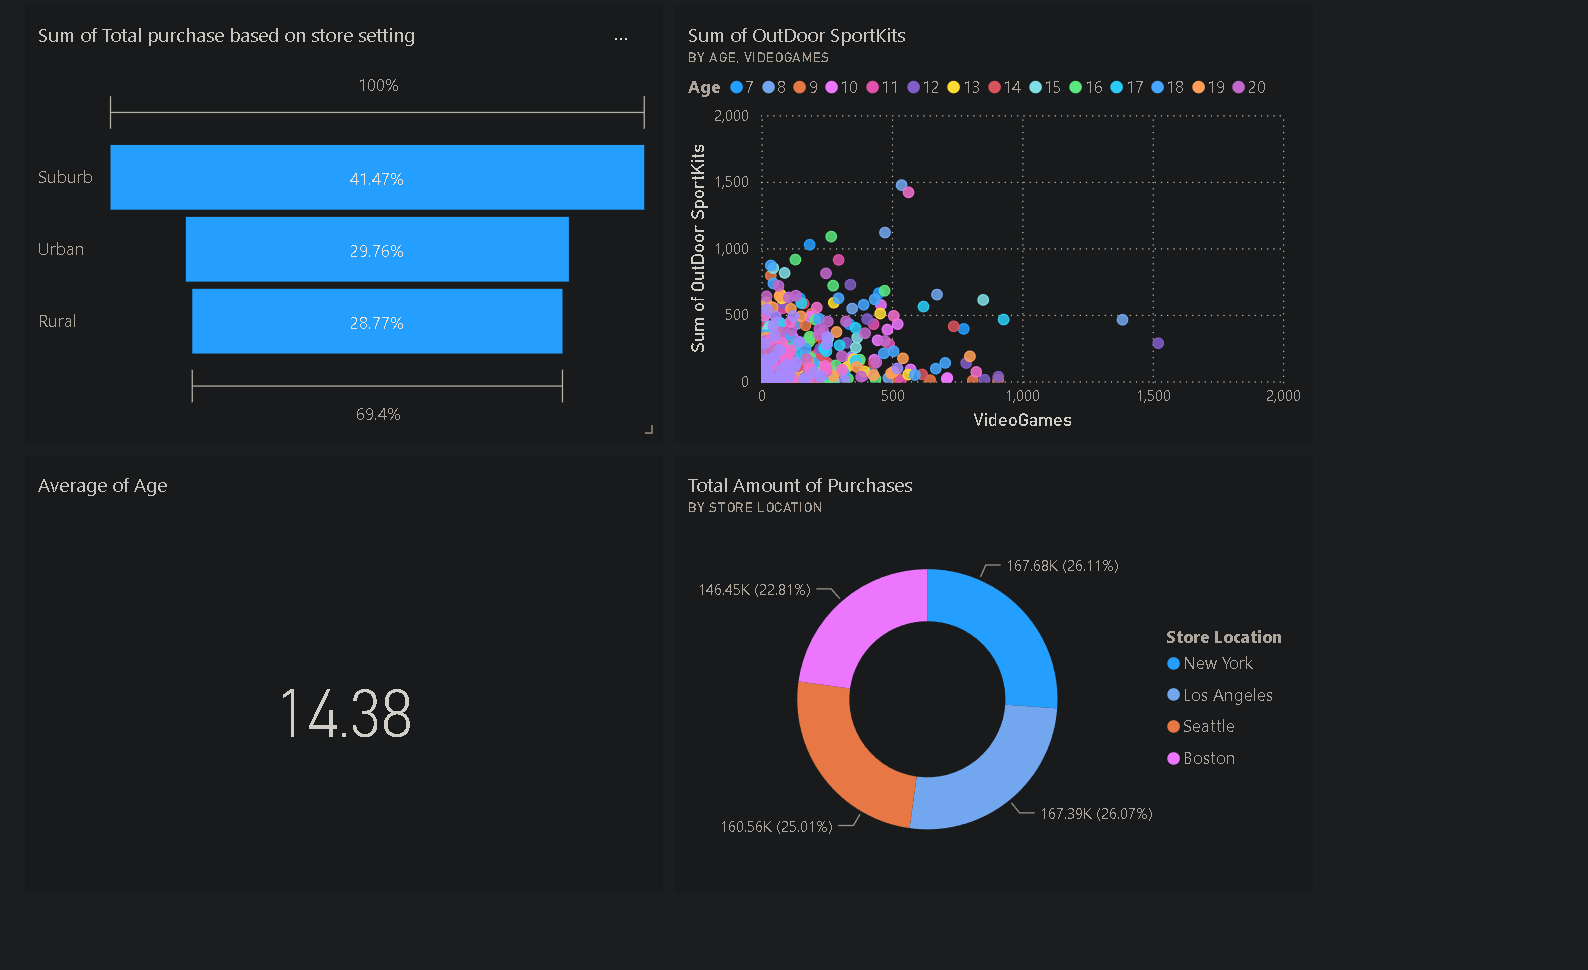 Sum of Total purchase based on store setting
...
100%
Suburb 41.47%
Urban 29.76%
Rural 28.77%
69.4%
Sum of OutDoor SportKits
BY AGE, VIDEOGAMES
Age 7 8 9 10 11 12 13 14 15 16 17 18 19 20
Sum of OutDoor SportKits
2,000
1,500
1,000
500
0
0 500 1,000 1,500 2,000
VideoGames
Average of Age
14.38
Total Amount of Purchases
BY STORE LOCATION
167.68K (26.11%)
146.45K (22.81%)
160.56K (25.01%)
167.39K (26.07%)
Store Location
New York
Los Angeles
Seattle
Boston